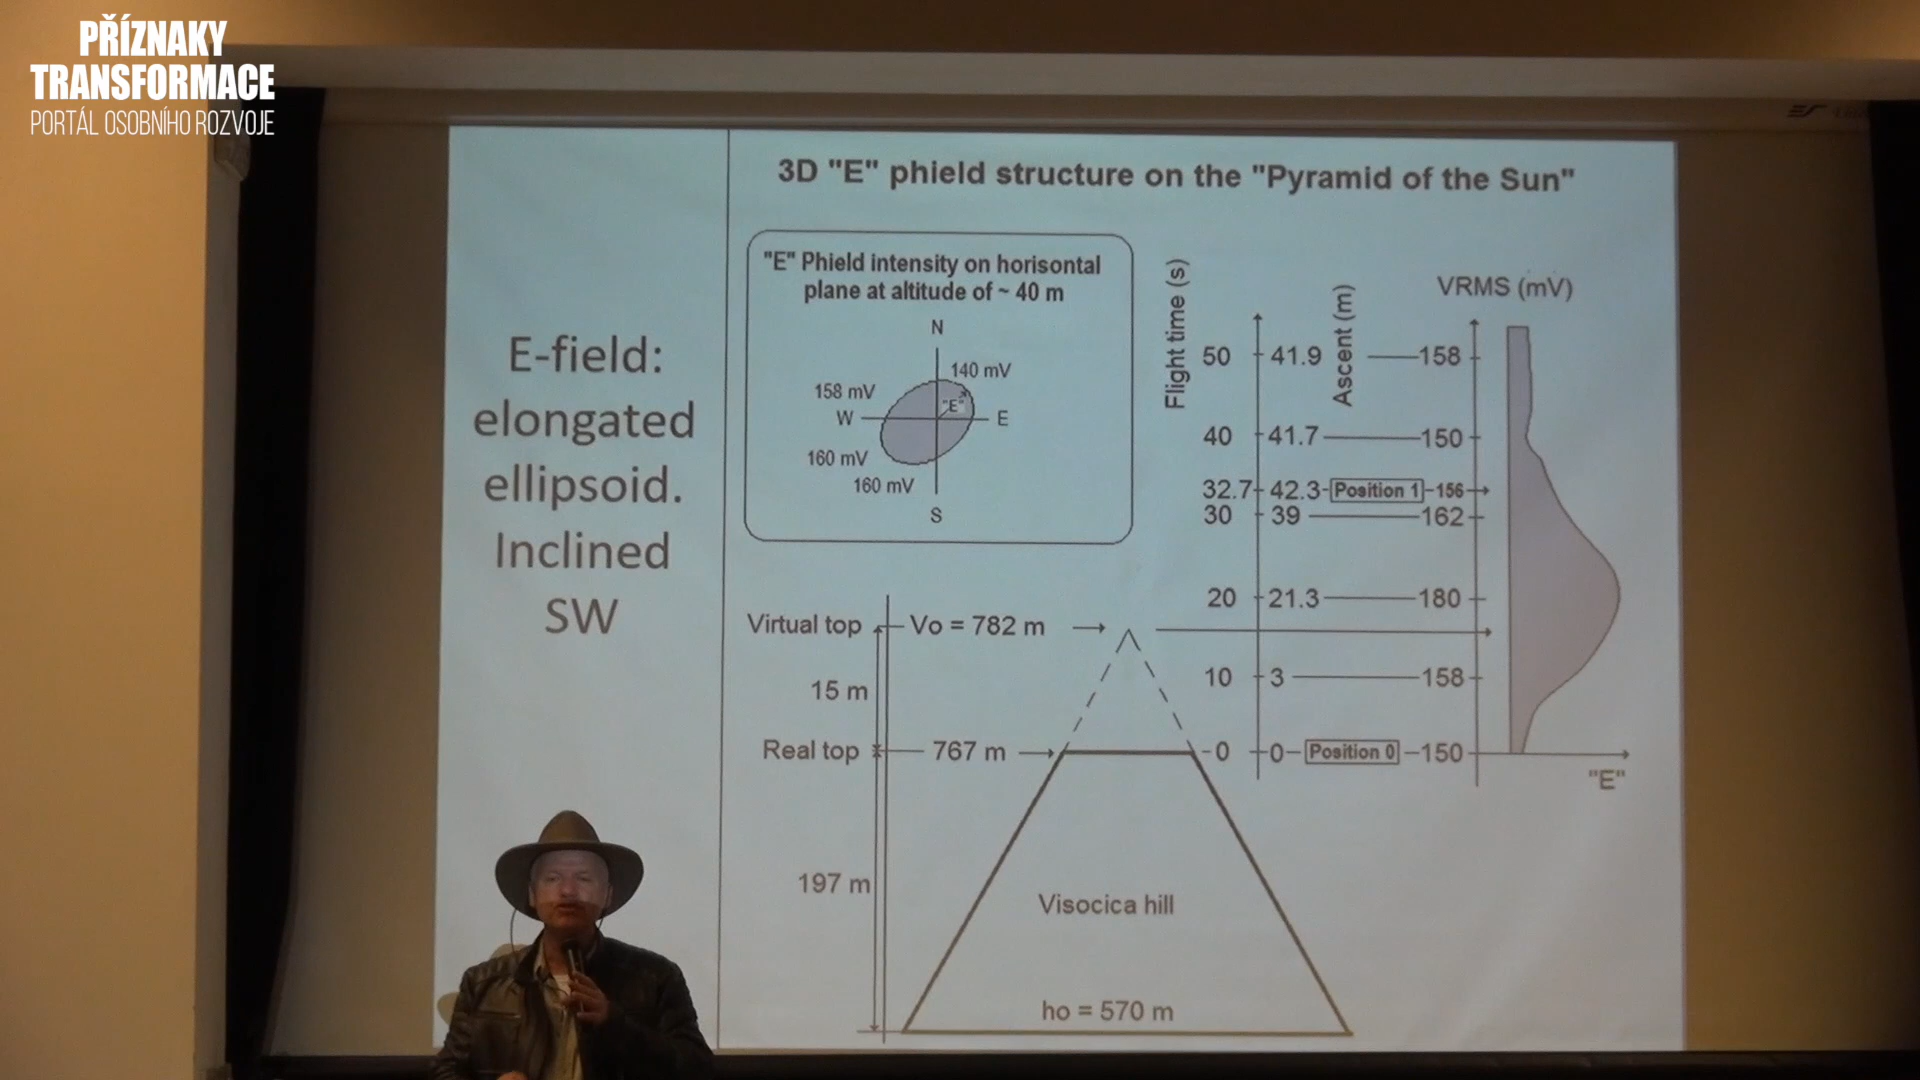 PŘÍZNAKY
TRANSFORMACE
PORTÁL OSOBNÍHO ROZVOJE
E-field:
elongated
ellipsoid.
Inclined
SW
3D "E" phield structure on the "Pyramid of the Sun"
"E" Phield intensity on horisontal
plane at altitude of ~ 40 m
N
140 mV
158 mV
"E"
W
E
160 mV
160 mV
S
Flight time (s)
Ascent (m)
VRMS (mV)
50 41.9 158
40 41.7 150
32.7 42.3 Position 1 156
30 39 162
20 21.3 180
10 3 158
0 0 Position 0 150
"E"
Virtual top Vo = 782 m
15 m
Real top 767 m
197 m
Visocica hill
ho = 570 m